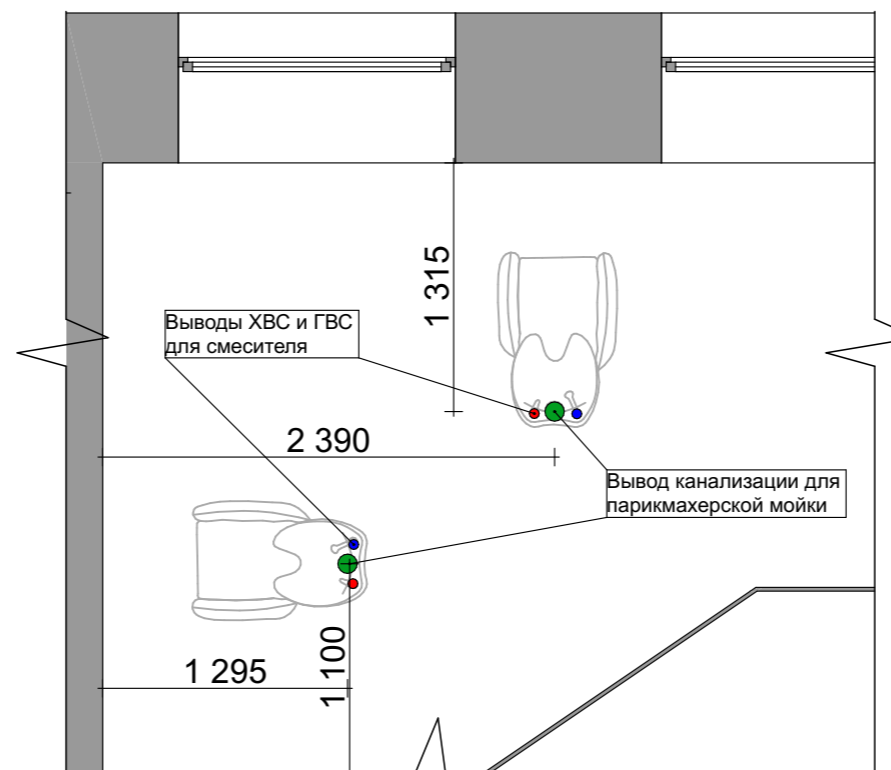 1 315
Выводы ХВС и ГВС
для смесителя
2 390
Вывод канализации для
парикмахерской мойки
1 295
1 100